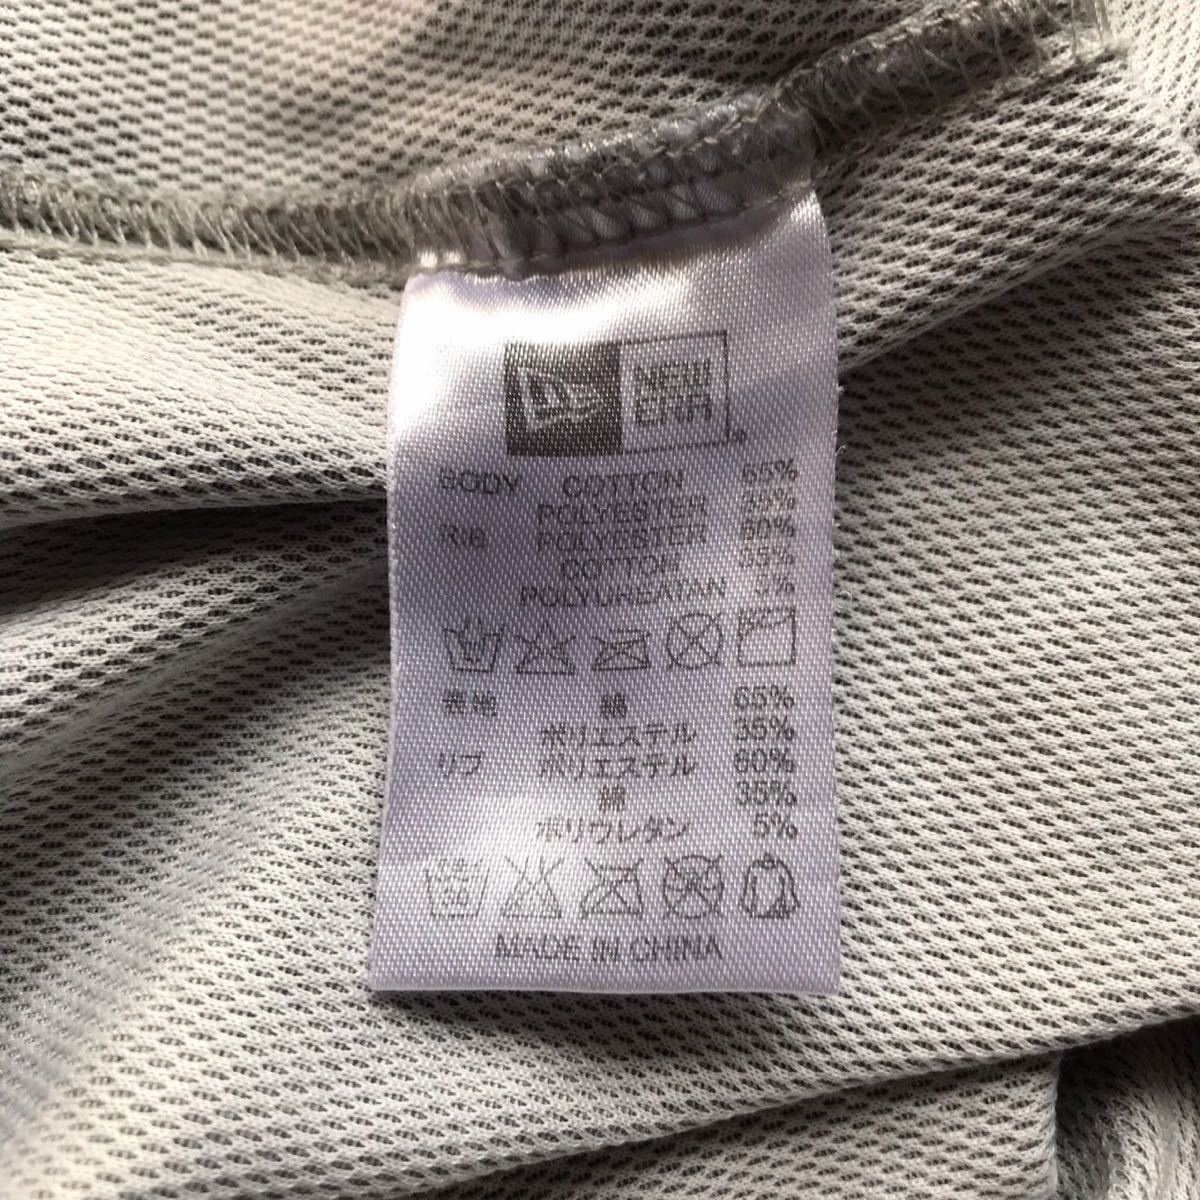 NEW
ERA
BODY COTTON 65%
POLYESTER 35%
RIB POLYESTER 60%
COTTON 35%
POLYUREATAN 5%
表地 綿 65%
ポリエステル 35%
リブ ポリエステル 60%
綿 35%
ポリウレタン 5%
30
MADE IN CHINA